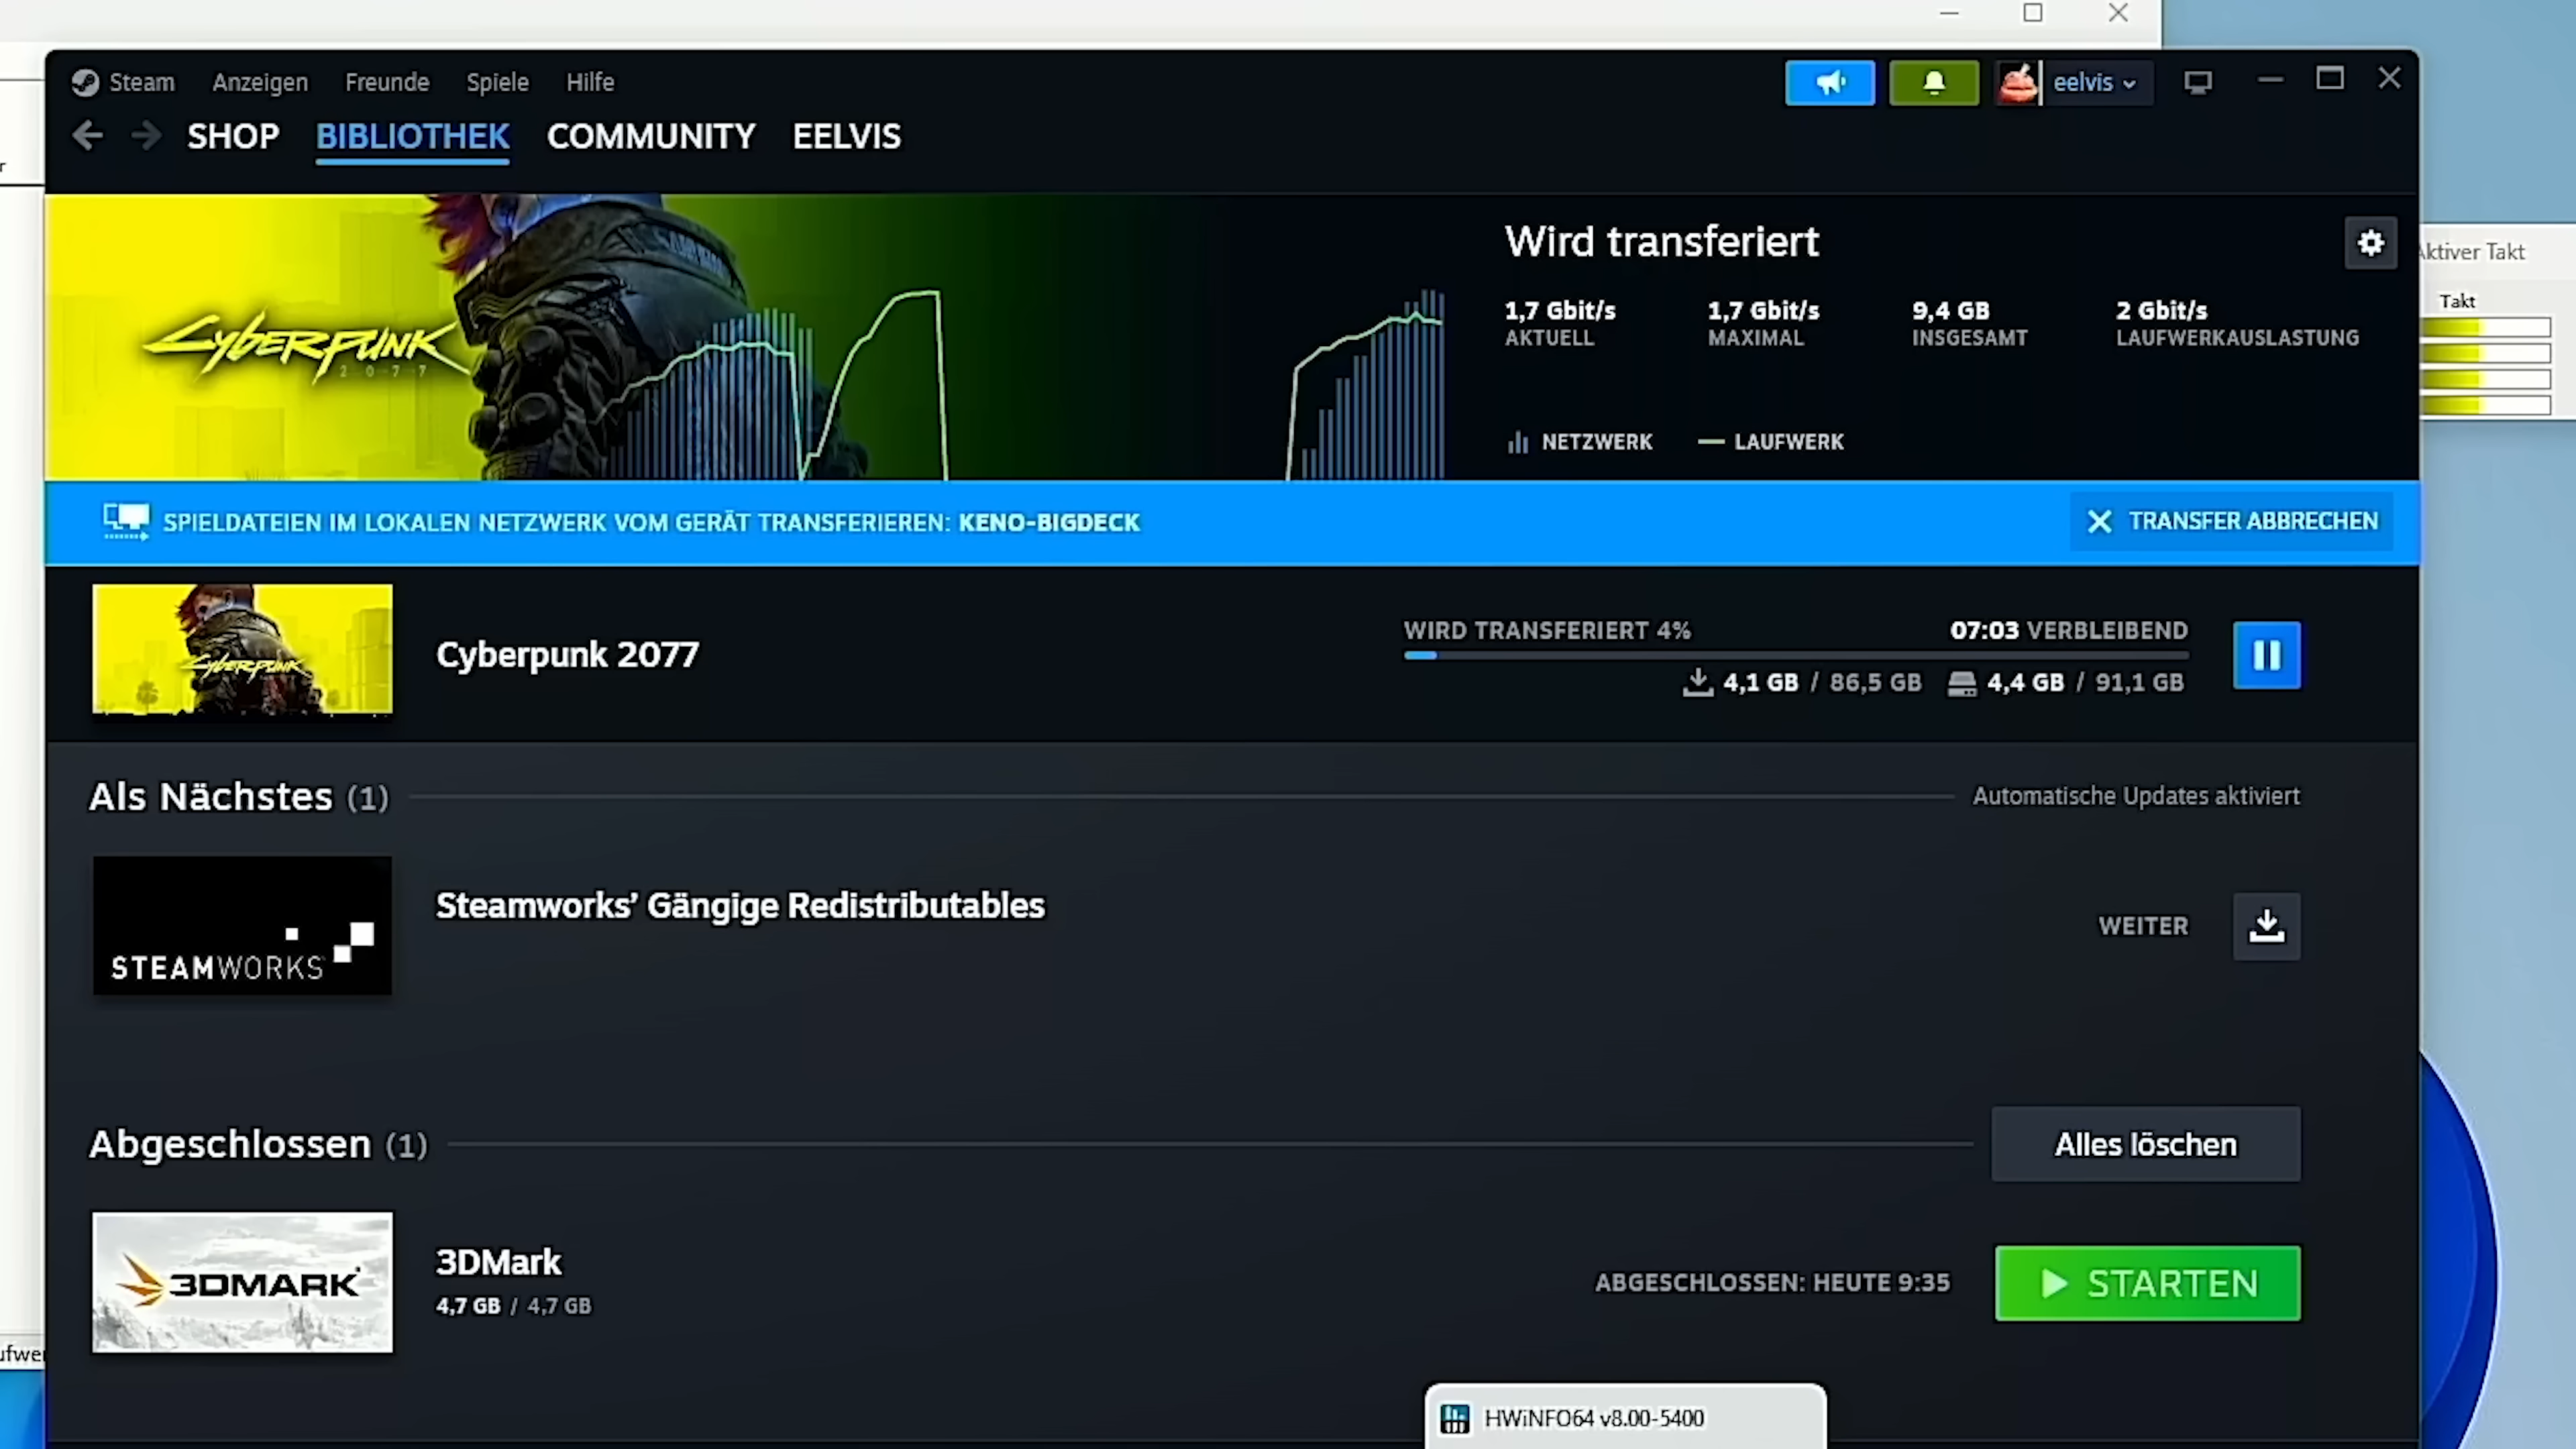 Steam Anzeigen Freunde Spiele Hilfe
eelvis
SHOP BIBLIOTHEK COMMUNITY EELVIS
CYBERPUNK
2077
Wird transferiert
1,7 Gbit/s 1,7 Gbit/s 9,4 GB 2 Gbit/s
AKTUELL MAXIMAL INSGESAMT LAUFWERKAUSLASTUNG
NETZWERK LAUFWERK
Aktiver Takt
Takt
SPIELDATEIEN IM LOKALEN NETZWERK VOM GERÄT TRANSFERIEREN: KENO-BIGDECK
TRANSFER ABBRECHEN
CYBERPUNK
Cyberpunk 2077
WIRD TRANSFERIERT 4% 07:03 VERBLEIBEND
4,1 GB / 86,5 GB 4,4 GB / 91,1 GB
Als Nächstes (1) Automatische Updates aktiviert
STEAMWORKS
Steamworks’ Gängige Redistributables
WEITER
Abgeschlossen (1) Alles löschen
3DMARK
3DMark
4,7 GB / 4,7 GB
ABGESCHLOSSEN: HEUTE 9:35 STARTEN
HWiNFO64 v8.00-5400